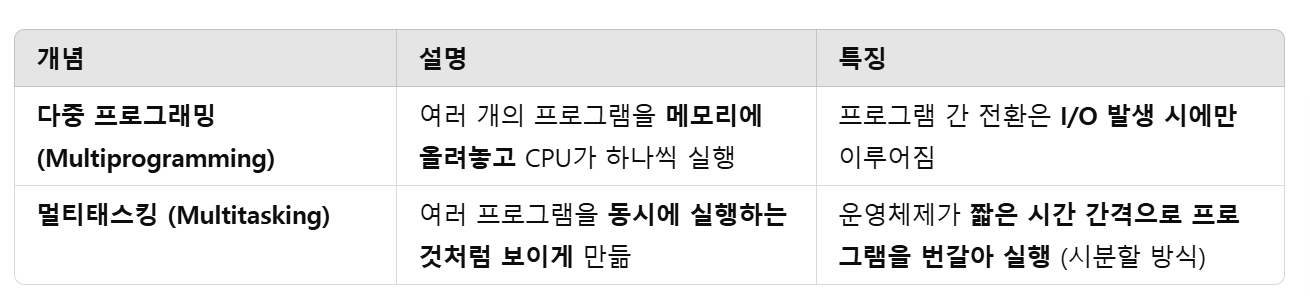 개념 설명 특징
다중 프로그래밍 여러 개의 프로그램을 메모리에 프로그램 간 전환은 I/O 발생 시에만
(Multiprogramming) 올려놓고 CPU가 하나씩 실행 이루어짐
멀티태스킹 (Multitasking) 여러 프로그램을 동시에 실행하는 운영체제가 짧은 시간 간격으로 프로
것처럼 보이게 만듦 그램을 번갈아 실행 (시분할 방식)